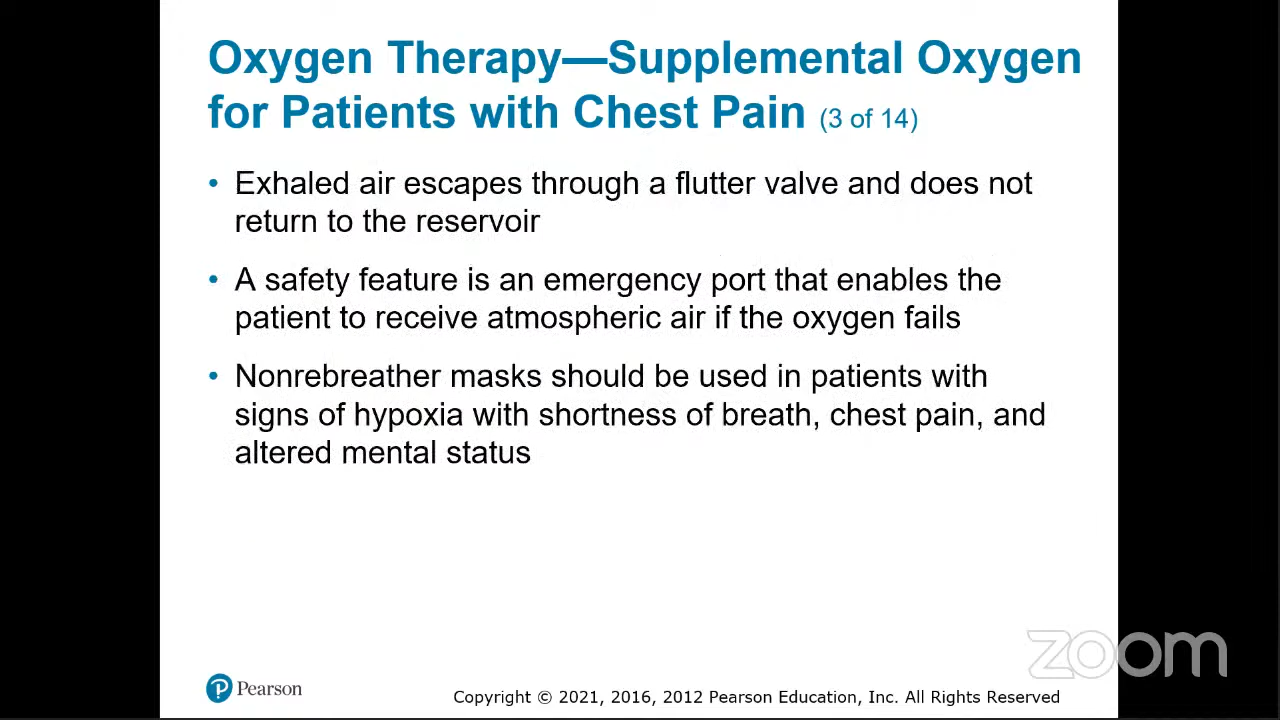 Oxygen Therapy—Supplemental Oxygen
for Patients with Chest Pain (3 of 14)
• Exhaled air escapes through a flutter valve and does not
return to the reservoir
• A safety feature is an emergency port that enables the
patient to receive atmospheric air if the oxygen fails
• Nonrebreather masks should be used in patients with
signs of hypoxia with shortness of breath, chest pain, and
altered mental status
zoom
P Pearson
Copyright © 2021, 2016, 2012 Pearson Education, Inc. All Rights Reserved